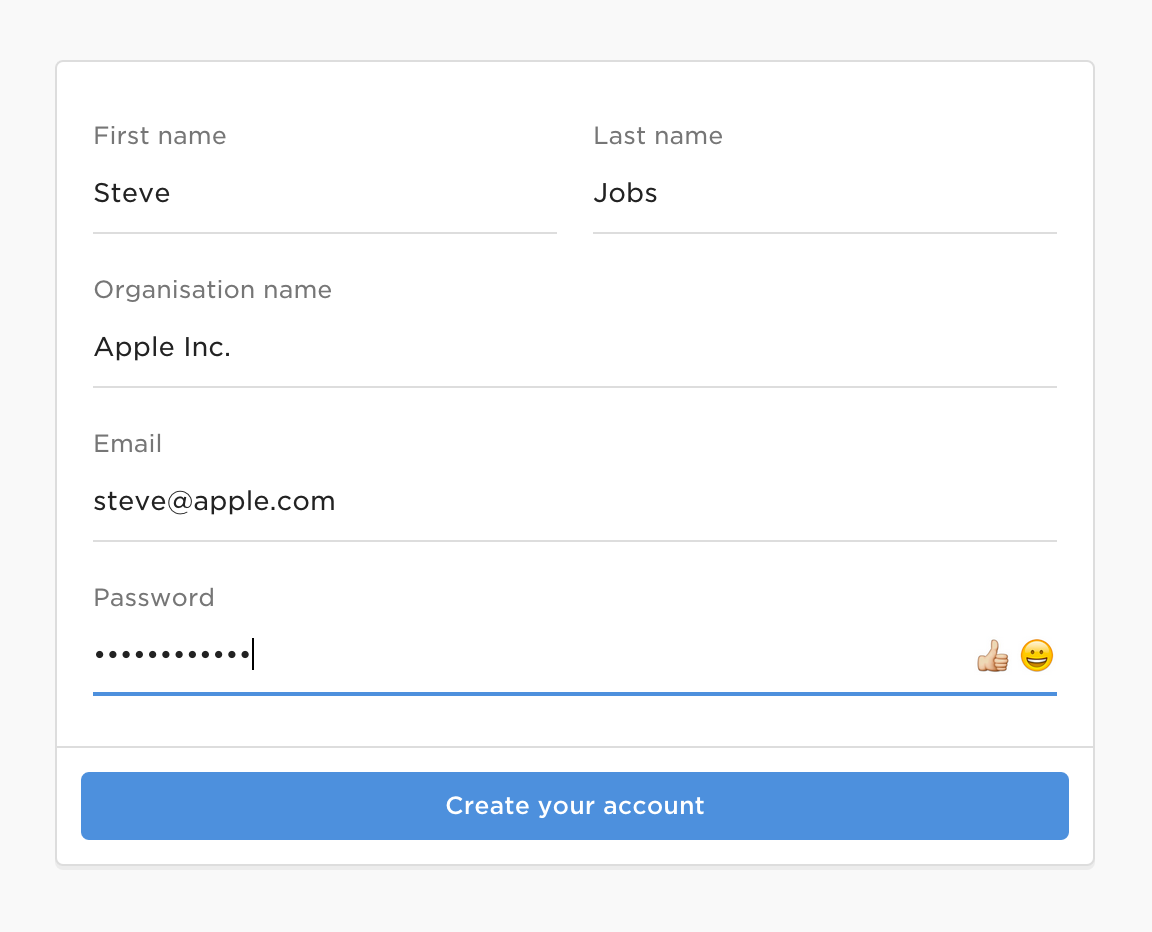 First name
Last name
Steve
Jobs
Organisation name
Apple Inc.
Email
steve@apple.com
Password
••••••••••••
Create your account